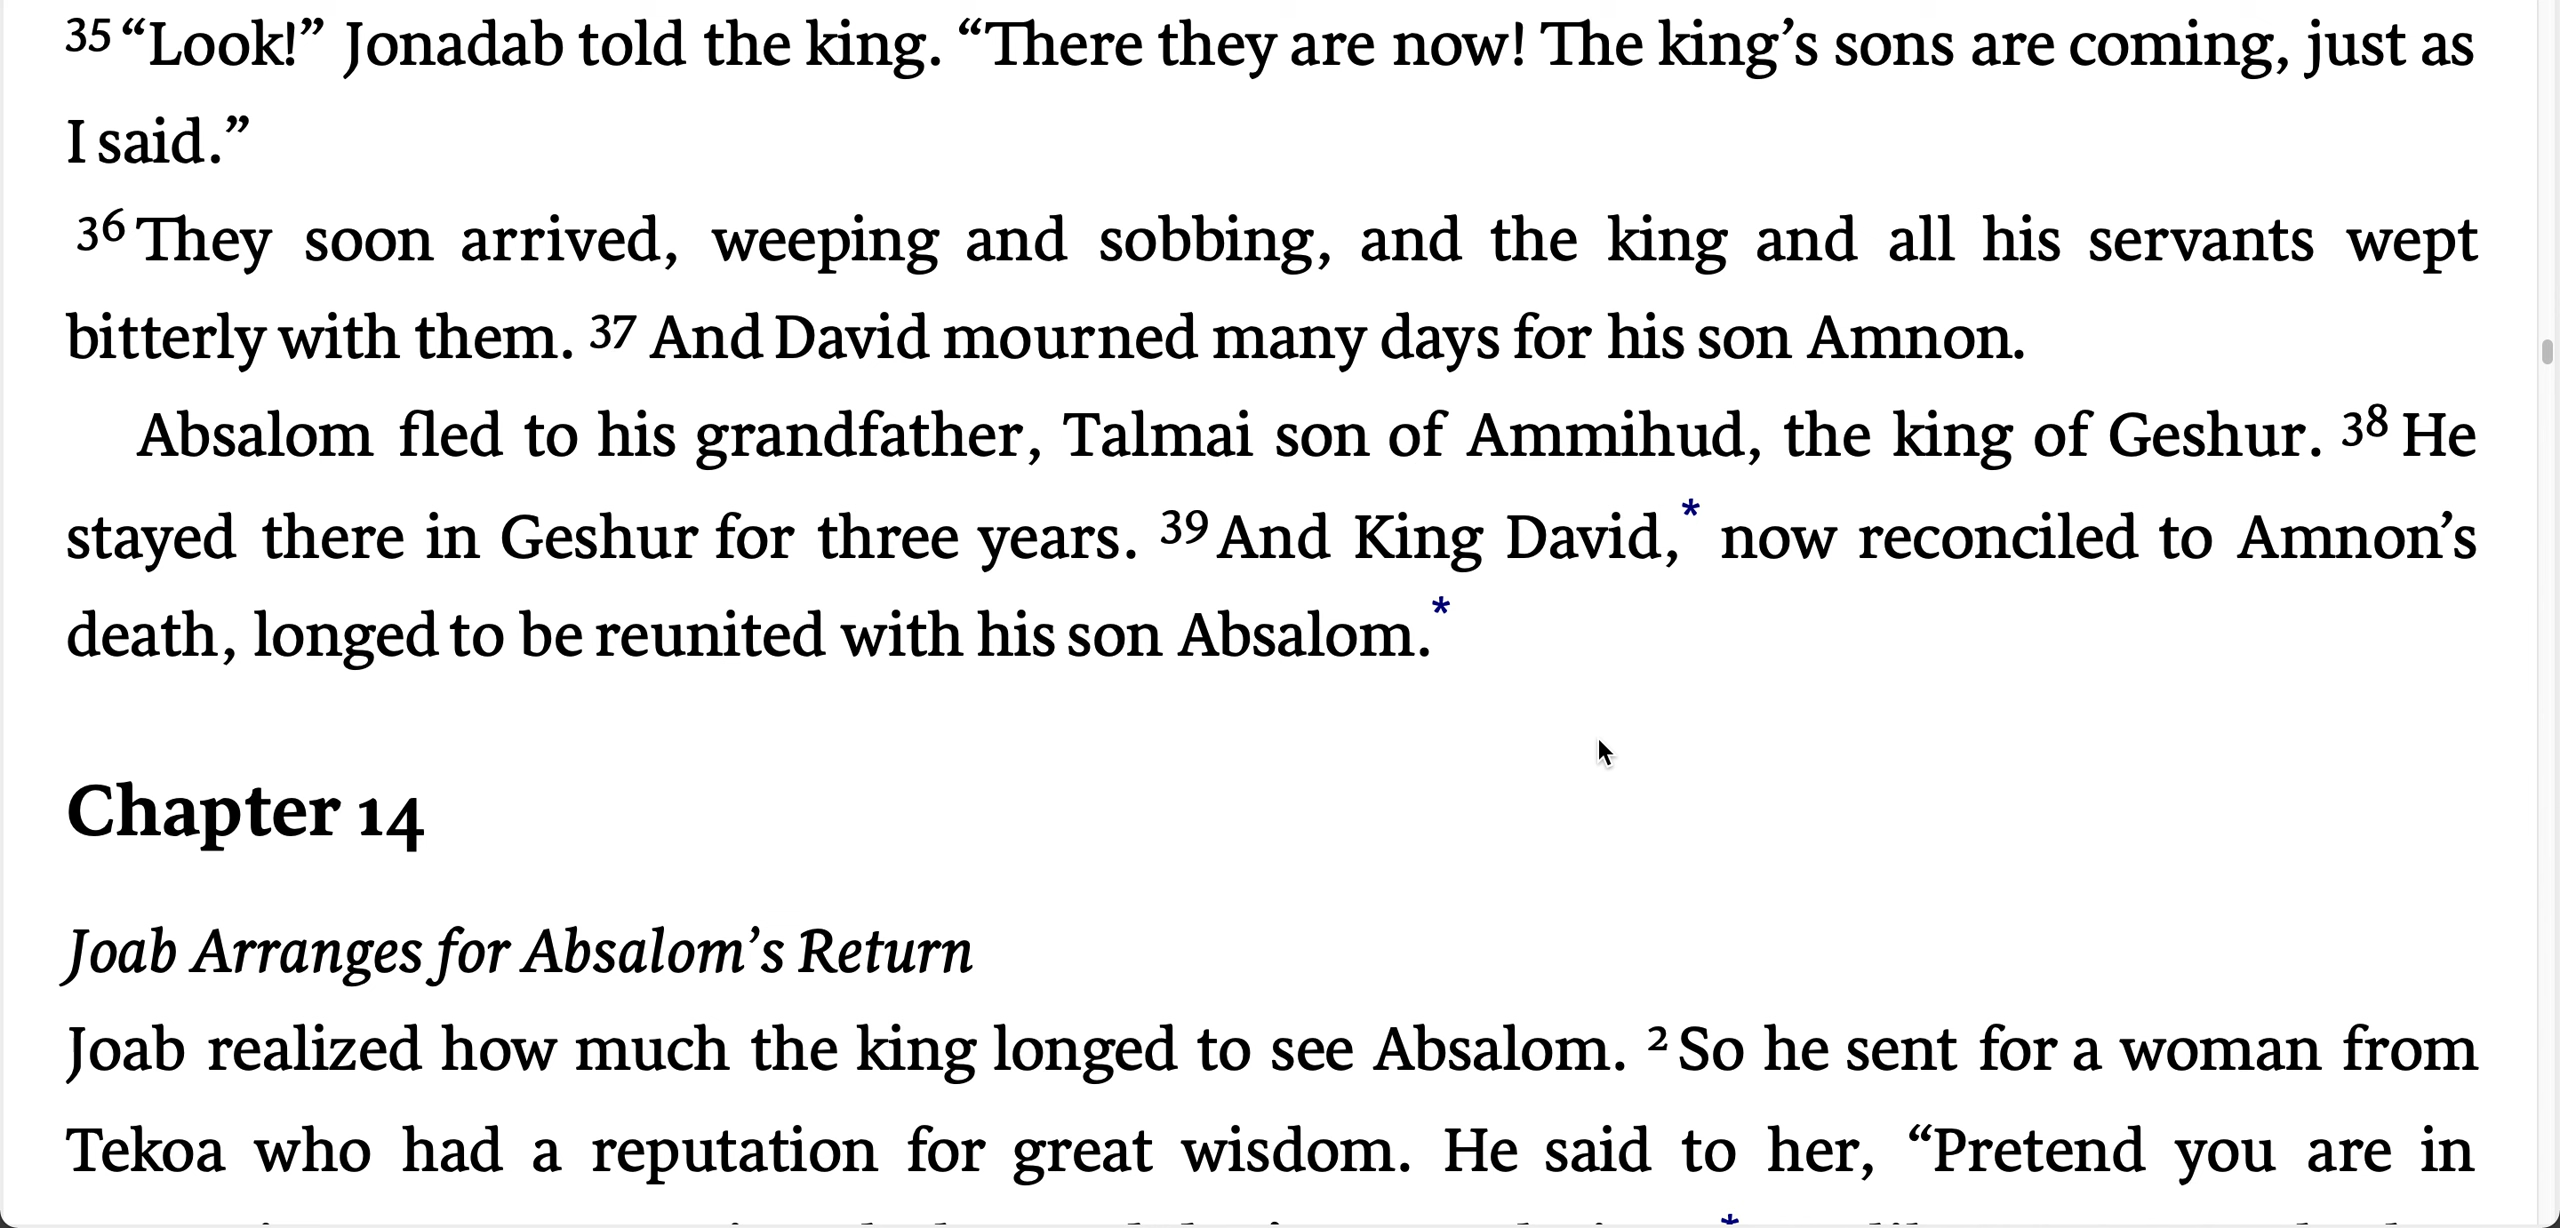 35 “Look!” Jonadab told the king. “There they are now! The king’s sons are coming, just as
I said.”
36 They soon arrived, weeping and sobbing, and the king and all his servants wept
bitterly with them. 37 And David mourned many days for his son Amnon.
Absalom fled to his grandfather, Talmai son of Ammihud, the king of Geshur. 38 He
stayed there in Geshur for three years. 39 And King David,* now reconciled to Amnon’s
death, longed to be reunited with his son Absalom.*
Chapter 14
Joab Arranges for Absalom’s Return
Joab realized how much the king longed to see Absalom. 2 So he sent for a woman from
Tekoa who had a reputation for great wisdom. He said to her, “Pretend you are in